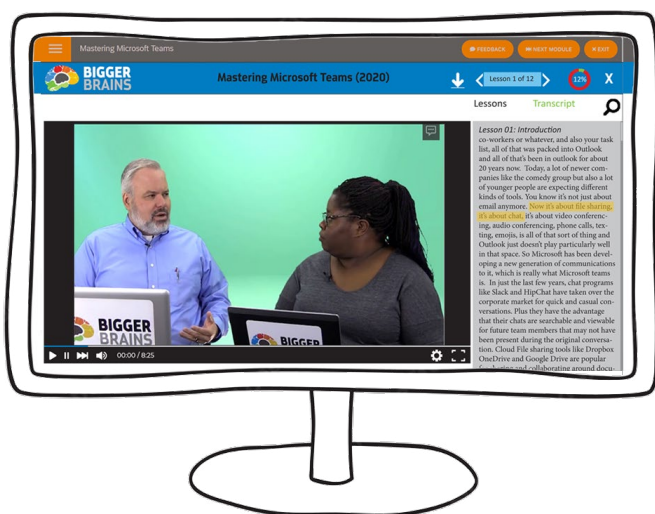 Mastering Microsoft Teams
FEEDBACK
NEXT MODULE
EXIT
BIGGER
BRAINS
Mastering Microsoft Teams (2020)
Lesson 1 of 12
12%
X
Lessons
Transcript
Lesson 01: Introduction
co-workers or whatever, and also your task
list, all of that was packed into Outlook
and all of that’s been in outlook for about
20 years now. Today, a lot of newer com-
panies like the comedy group but also a lot
of younger people are expecting different
kinds of tools. You know it’s not just about
email anymore. Now it’s about file sharing,
it’s about chat, it’s about video conferenc-
ing, audio conferencing, phone calls, tex-
ting, emojis, is all of that sort of thing and
Outlook just doesn’t play particularly well
in that space. So Microsoft has been devel-
oping a new generation of communications
to it, which is really what Microsoft teams
is. In just the last few years, chat programs
like Slack and HipChat have taken over the
corporate market for quick and casual con-
versations. Plus they have the advantage
that their chats are searchable and viewable
for future team members that may not have
been present during the original conversa-
tion. Cloud File sharing tools like Dropbox
OneDrive and Google Drive are popular
for sharing and collaborating around docu-
BIGGER
BRAINS
BIGGER
BRAINS
00:00 / 8:25